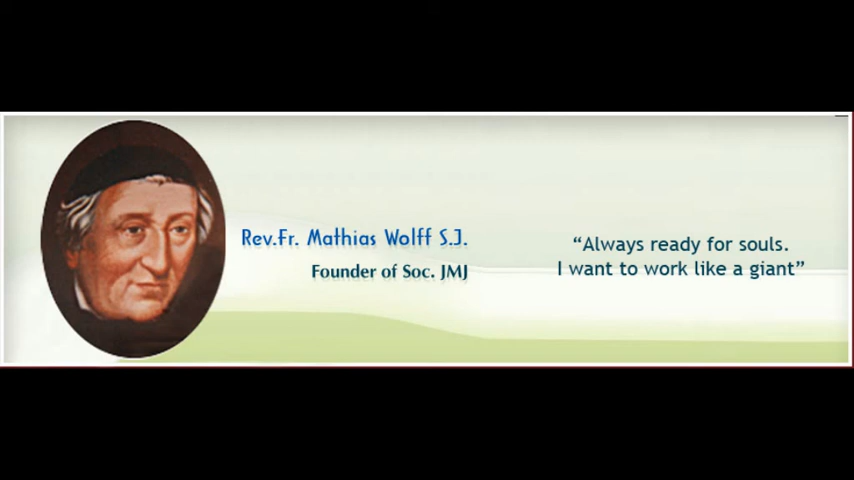 Rev.Fr. Mathias Wolff S.J.
Founder of Soc. JMJ
“Always ready for souls.
I want to work like a giant”